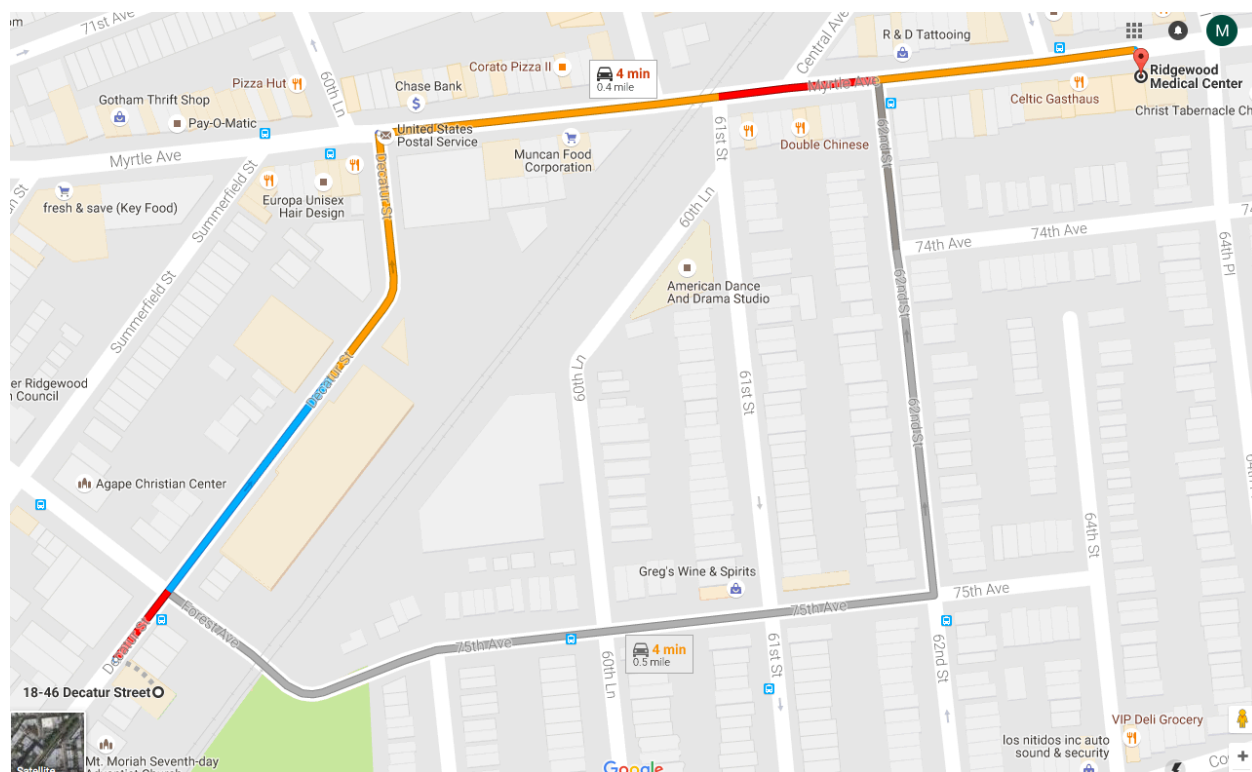 om
71st Ave
60th Ln
Corato Pizza II
4 min
0.4 mile
Central Ave
R & D Tattooing
71st Ave
M
Ridgewood
Medical Center
Pizza Hut
Chase Bank
Gotham Thrift Shop
Pay-O-Matic
United States
Postal Service
Myrtle Ave
Celtic Gasthaus
Christ Tabernacle Ch
61st St
Double Chinese
62nd St
Myrtle Ave
Muncan Food
Corporation
Decatur St
Summerfield St
Europa Unisex
Hair Design
fresh & save (Key Food)
60th Ln
74th Ave
74th Ave
74
64th Pl
American Dance
And Drama Studio
62nd St
Summerfield St
Decatur St
er Ridgewood
n Council
60th Ln
61st St
62nd St
Agape Christian Center
64th St
Greg's Wine & Spirits
75th Ave
75th Ave
Forest Ave
75th Ave
4 min
0.5 mile
61st St
62nd St
60th Ln
Decatur St
18-46 Decatur Street
VIP Deli Grocery
los nitidos inc auto
sound & security
Mt. Moriah Seventh-day
Adventist Church
Satellite
Google
Co
+